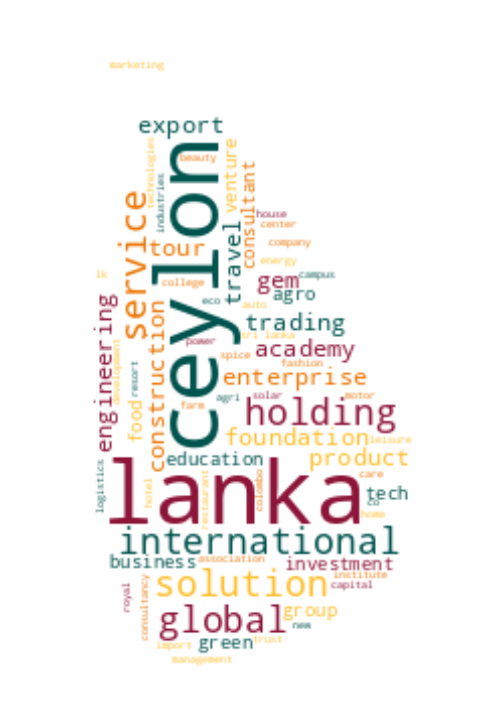 marketing
export
ceylon
beauty
technologies
industries
venture
consultant
service
tour
travel
house
center
company
energy
lk
college
gem
campus
agro
eco
auto
engineering
construction
trading
sri lanka
power
academy
spice
fashion
development
resort
enterprise
food
farm
agri
solar
motor
holding
foundation
leisure
education
product
lanka
logistics
hotel
restaurant
colombo
care
tech
co
home
international
business
association
investment
institute
solution
capital
royal
consultancy
global
group
new
green
trust
import
management